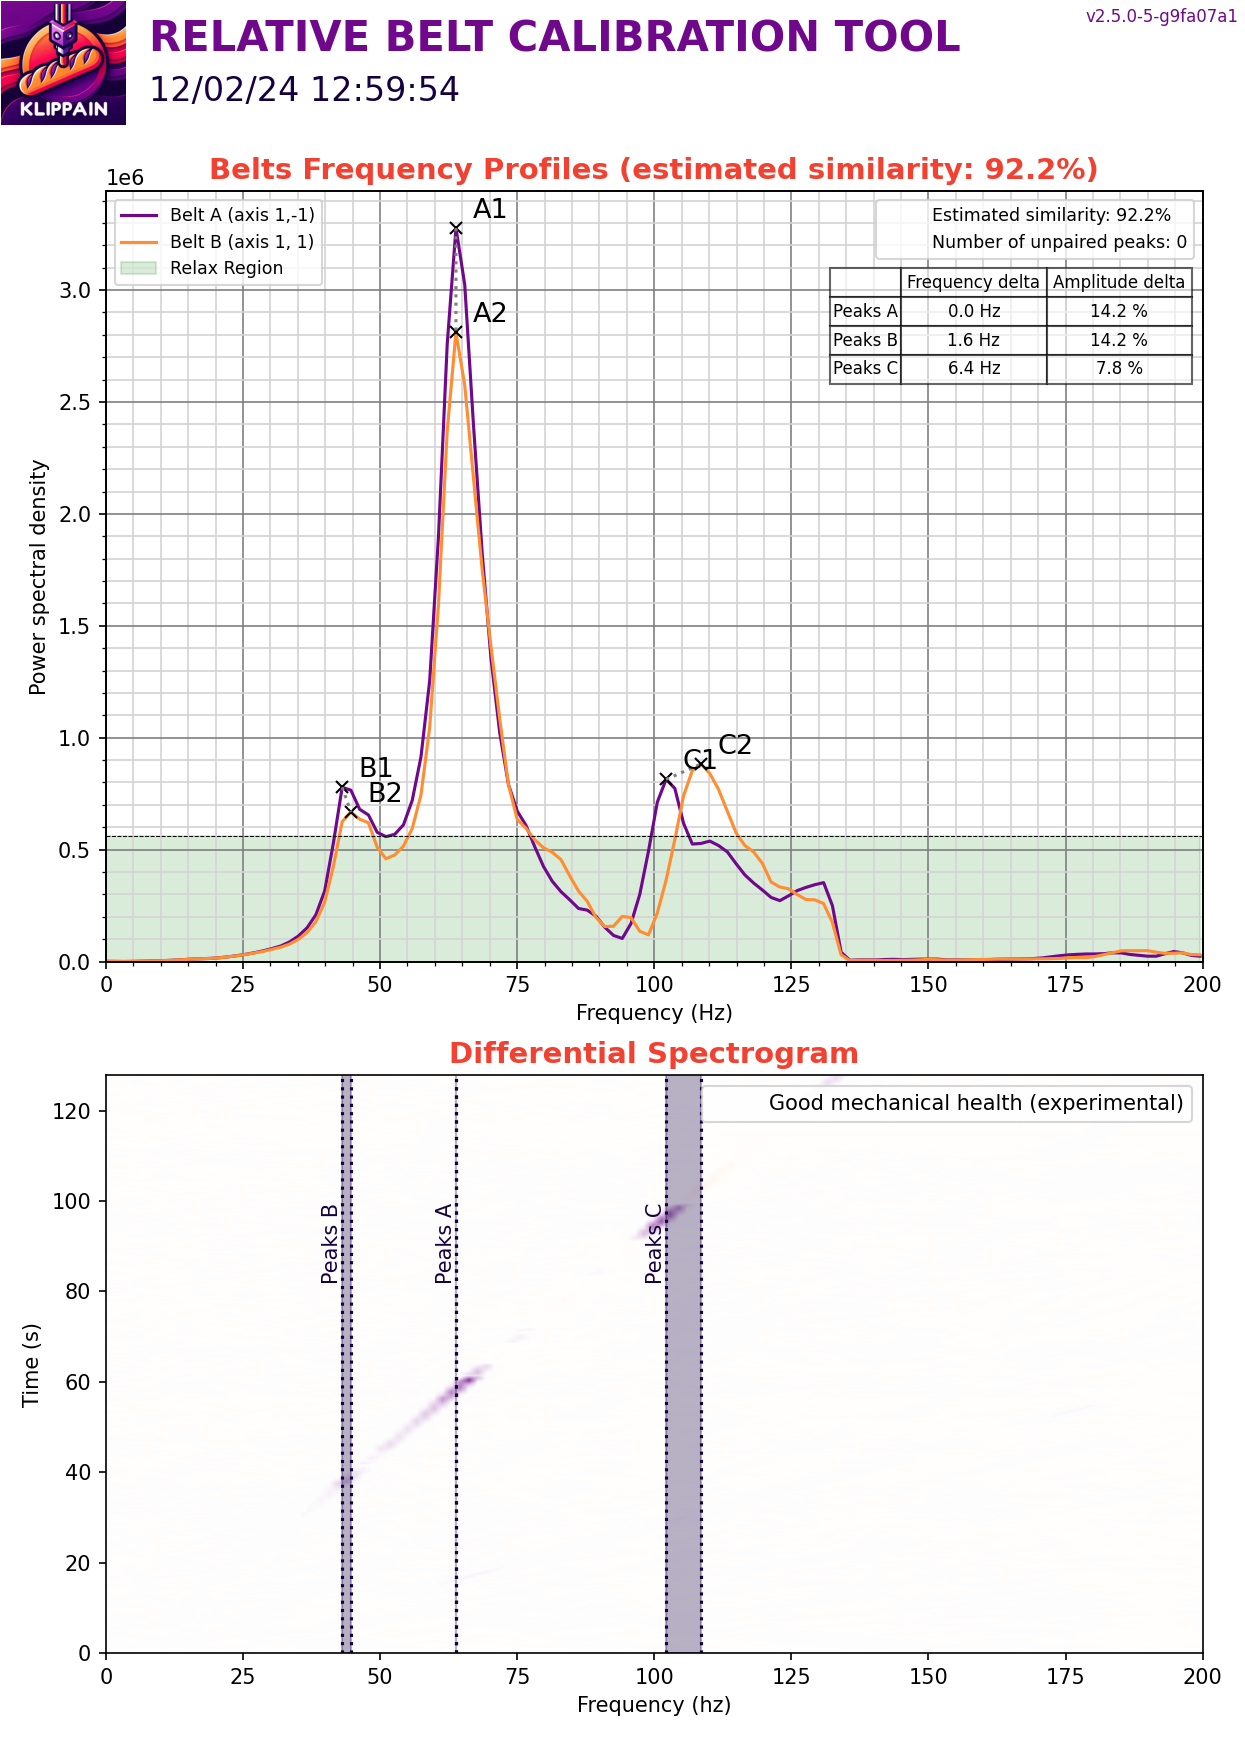 KLIPPAIN
RELATIVE BELT CALIBRATION TOOL
v2.5.0-5-g9fa07a1
12/02/24 12:59:54
Belts Frequency Profiles (estimated similarity: 92.2%)
1e6
Belt A (axis 1,-1)
Belt B (axis 1, 1)
Relax Region
Estimated similarity: 92.2%
Number of unpaired peaks: 0
Frequency delta Amplitude delta
Peaks A 0.0 Hz 14.2 %
Peaks B 1.6 Hz 14.2 %
Peaks C 6.4 Hz 7.8 %
A1
A2
B1
B2
C1
C2
Power spectral density
3.0
2.5
2.0
1.5
1.0
0.5
0.0
0 25 50 75 100 125 150 175 200
Frequency (Hz)
Differential Spectrogram
Good mechanical health (experimental)
Peaks B
Peaks A
Peaks C
Time (s)
120
100
80
60
40
20
0
0 25 50 75 100 125 150 175 200
Frequency (hz)